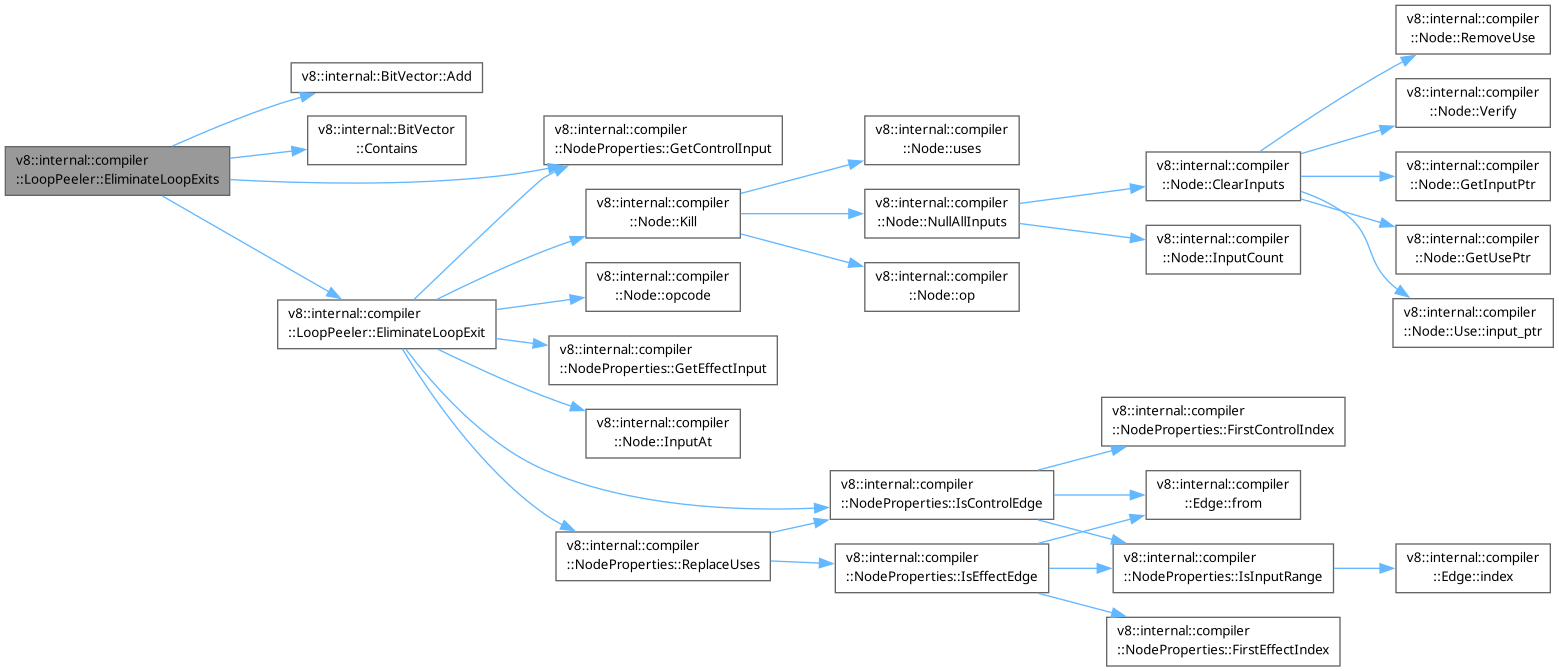 v8::internal::compiler
::LoopPeeler::EliminateLoopExits
v8::internal::BitVector::Add
v8::internal::BitVector
::Contains
v8::internal::compiler
::NodeProperties::GetControlInput
v8::internal::compiler
::LoopPeeler::EliminateLoopExit
v8::internal::compiler
::Node::Kill
v8::internal::compiler
::Node::opcode
v8::internal::compiler
::NodeProperties::GetEffectInput
v8::internal::compiler
::Node::InputAt
v8::internal::compiler
::NodeProperties::ReplaceUses
v8::internal::compiler
::Node::uses
v8::internal::compiler
::Node::NullAllInputs
v8::internal::compiler
::Node::op
v8::internal::compiler
::NodeProperties::IsControlEdge
v8::internal::compiler
::NodeProperties::IsEffectEdge
v8::internal::compiler
::Node::ClearInputs
v8::internal::compiler
::Node::InputCount
v8::internal::compiler
::NodeProperties::FirstControlIndex
v8::internal::compiler
::Edge::from
v8::internal::compiler
::NodeProperties::IsInputRange
v8::internal::compiler
::NodeProperties::FirstEffectIndex
v8::internal::compiler
::Node::RemoveUse
v8::internal::compiler
::Node::Verify
v8::internal::compiler
::Node::GetInputPtr
v8::internal::compiler
::Node::GetUsePtr
v8::internal::compiler
::Node::Use::input_ptr
v8::internal::compiler
::Edge::index